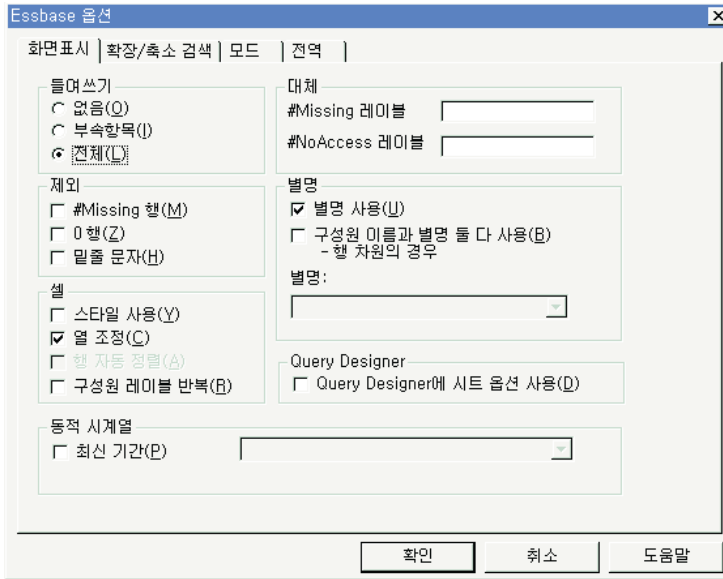 Essbase 옵션
화면표시 확장/축소 검색 모드 전역
들여쓰기
없음(O)
부속항목(I)
전체(L)
대체
#Missing 레이블
#NoAccess 레이블
제외
#Missing 행(M)
0 행(Z)
밑줄 문자(H)
별명
별명 사용(U)
구성원 이름과 별명 둘 다 사용(B)
- 행 차원의 경우
별명:
셀
스타일 사용(Y)
열 조정(C)
행 자동 정렬(A)
구성원 레이블 반복(R)
Query Designer
Query Designer에 시트 옵션 사용(D)
동적 시계열
최신 기간(P)
확인 취소 도움말